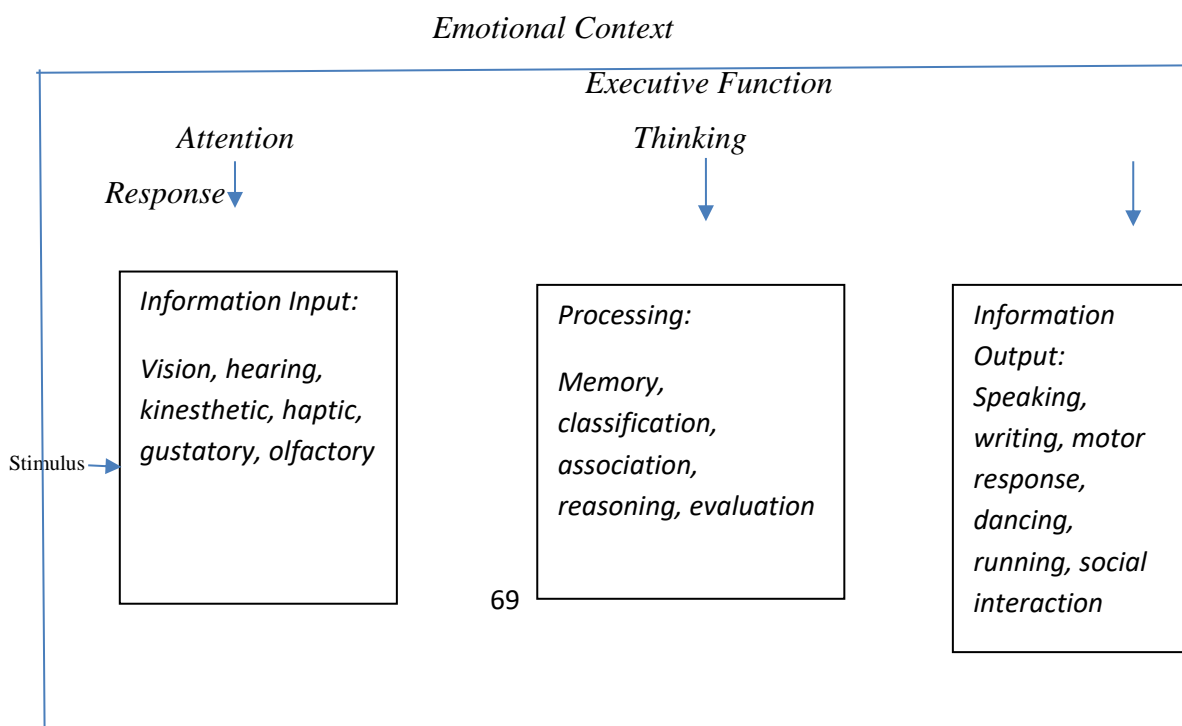 Emotional Context
Executive Function
Attention Thinking
Response
Information Input:
Vision, hearing,
kinesthetic, haptic,
gustatory, olfactory
Stimulus
Processing:
Memory,
classification,
association,
reasoning, evaluation
Information
Output:
Speaking,
writing, motor
response,
dancing,
running, social
interaction
69